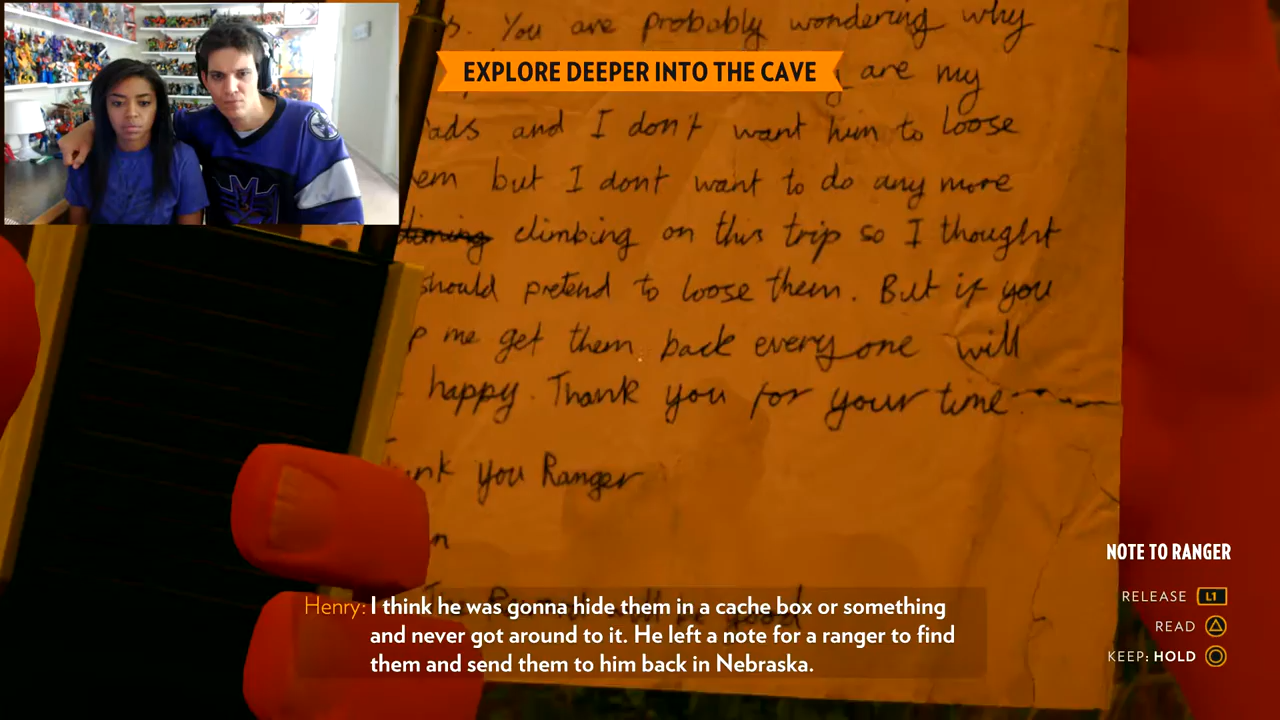 You are probably wondering why
EXPLORE DEEPER INTO THE CAVE
are my
ads and I don't want him to loose
em but I dont want to do any more
climbing on this trip so I thought
should pretend to loose them. But if you
p me get them back everyone will
happy. Thank you for your time
nk you Ranger
n
NOTE TO RANGER
RELEASE L1
READ
KEEP: HOLD
Henry: I think he was gonna hide them in a cache box or something
and never got around to it. He left a note for a ranger to find
them and send them to him back in Nebraska.